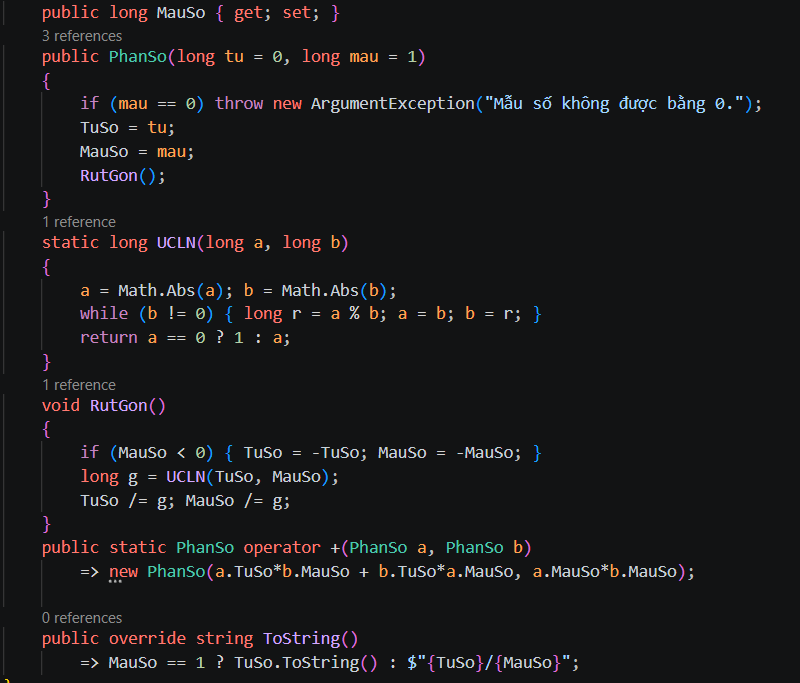 public long MauSo { get; set; }
3 references
public PhanSo(long tu = 0, long mau = 1)
{
if (mau == 0) throw new ArgumentException("Mẫu số không được bằng 0.");
TuSo = tu;
MauSo = mau;
RutGon();
}
1 reference
static long UCLN(long a, long b)
{
a = Math.Abs(a); b = Math.Abs(b);
while (b != 0) { long r = a % b; a = b; b = r; }
return a == 0 ? 1 : a;
}
1 reference
void RutGon()
{
if (MauSo < 0) { TuSo = -TuSo; MauSo = -MauSo; }
long g = UCLN(TuSo, MauSo);
TuSo /= g; MauSo /= g;
}
public static PhanSo operator +(PhanSo a, PhanSo b)
=> new PhanSo(a.TuSo*b.MauSo + b.TuSo*a.MauSo, a.MauSo*b.MauSo);
0 references
public override string ToString()
=> MauSo == 1 ? TuSo.ToString() : $"{TuSo}/{MauSo}";